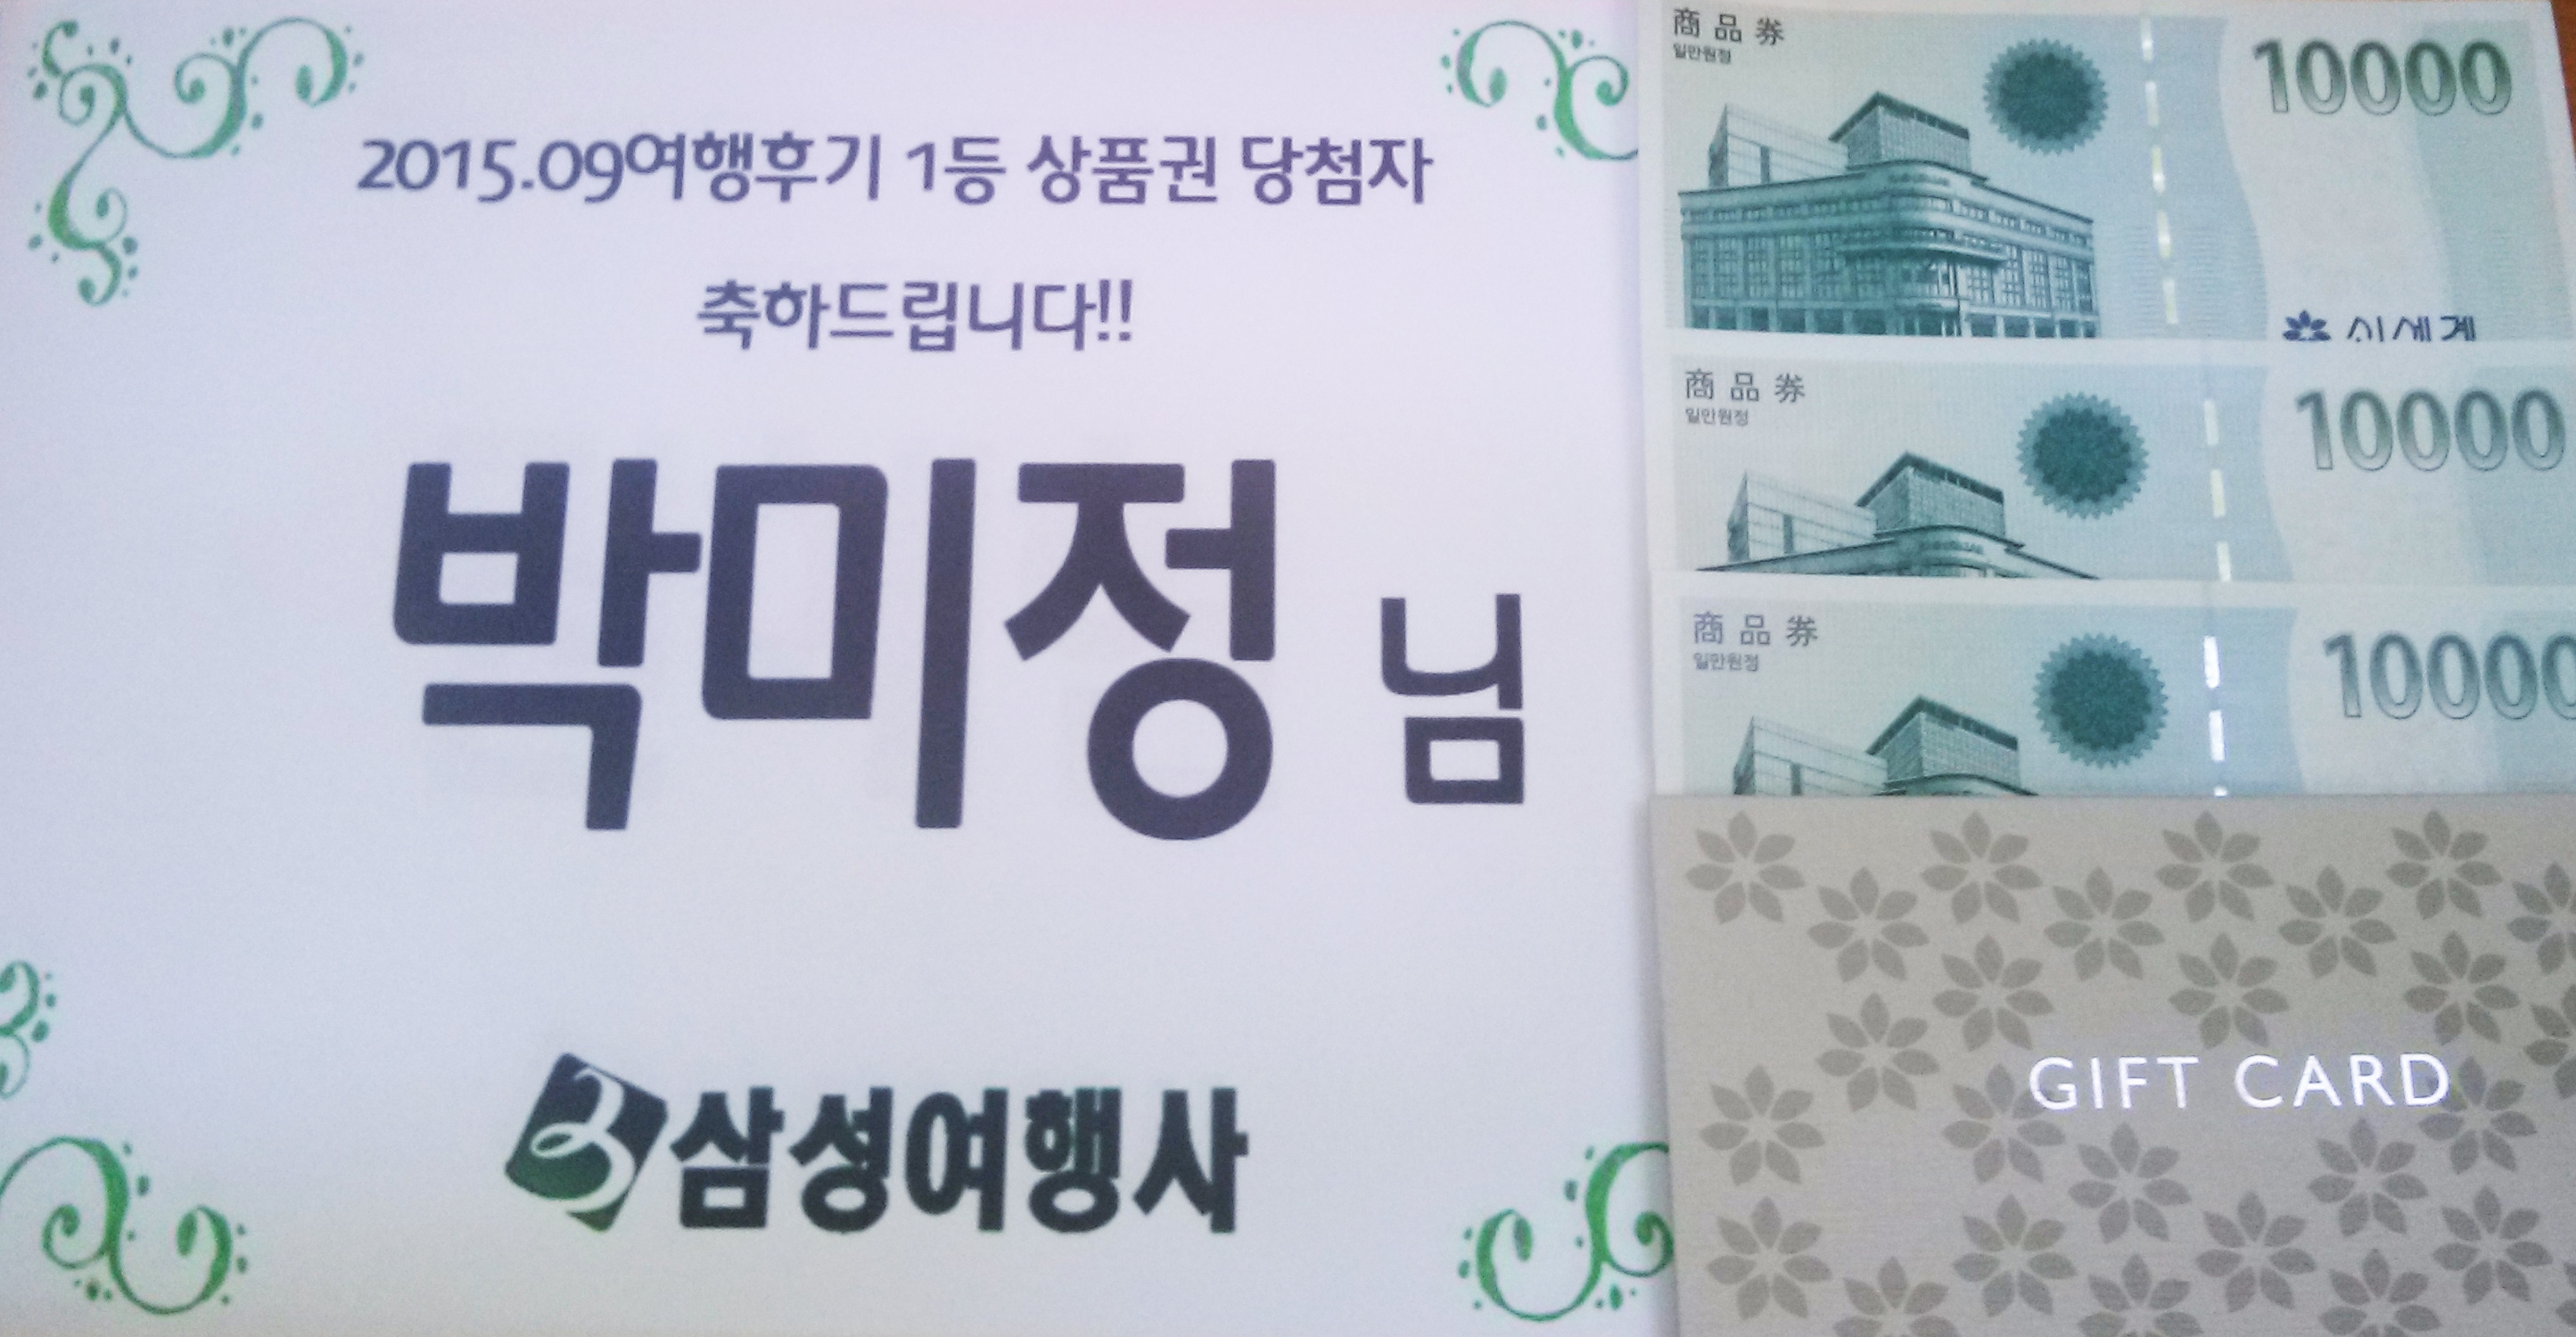 2015.09여행후기 1등 상품권 당첨자
축하드립니다!!
박미정 님
삼성여행사
商品券
일만원정
10000
신세계
商品券
일만원정
10000
商品券
일만원정
10000
GIFT CARD